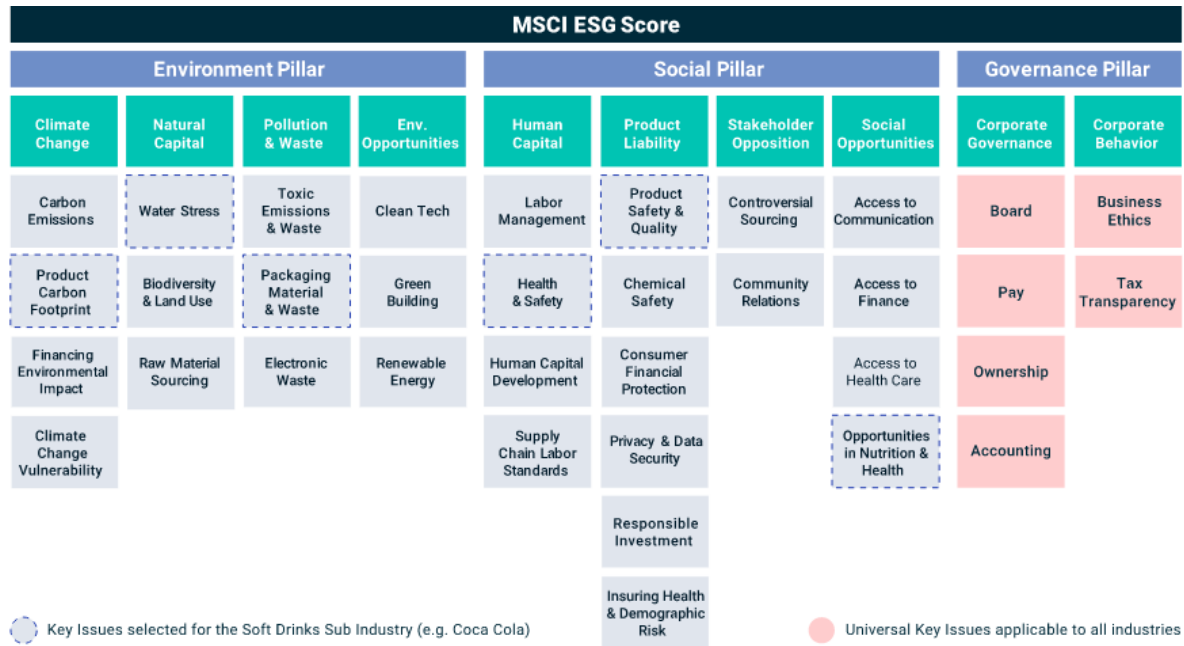 MSCI ESG Score
Environment Pillar
Social Pillar
Governance Pillar
Climate
Change
Natural
Capital
Pollution
& Waste
Env.
Opportunities
Human
Capital
Product
Liability
Stakeholder
Opposition
Social
Opportunities
Corporate
Governance
Corporate
Behavior
Carbon
Emissions
Water Stress
Toxic
Emissions
& Waste
Clean Tech
Labor
Management
Product
Safety &
Quality
Controversial
Sourcing
Access to
Communication
Board
Business
Ethics
Product
Carbon
Footprint
Biodiversity
& Land Use
Packaging
Material
& Waste
Green
Building
Health
& Safety
Chemical
Safety
Community
Relations
Access to
Finance
Pay
Tax
Transparency
Financing
Environmental
Impact
Raw Material
Sourcing
Electronic
Waste
Renewable
Energy
Human Capital
Development
Consumer
Financial
Protection
Access to
Health Care
Ownership
Climate
Change
Vulnerability
Supply
Chain Labor
Standards
Privacy & Data
Security
Opportunities
in Nutrition &
Health
Accounting
Responsible
Investment
Insuring Health
& Demographic
Risk
Key Issues selected for the Soft Drinks Sub Industry (e.g. Coca Cola)
Universal Key Issues applicable to all industries